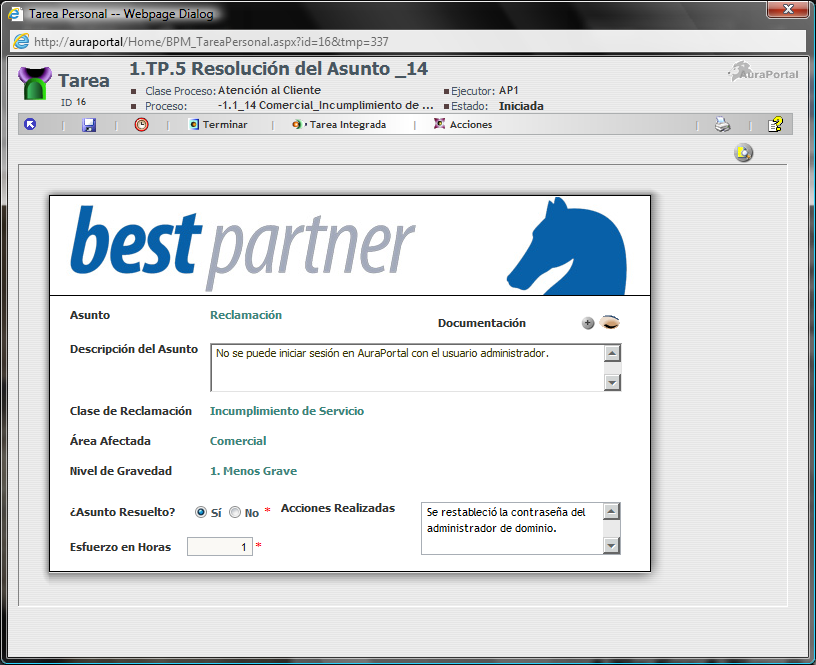 Tarea Personal -- Webpage Dialog
http://auraportal/Home/BPM_TareaPersonal.aspx?id=16&tmp=337
Tarea
ID 16
1.TP.5 Resolución del Asunto _14
Clase Proceso: Atención al Cliente
Ejecutor: AP1
Proceso: -1.1_14 Comercial_Incumplimiento de ...
Estado: Iniciada
AuraPortal
Terminar
Tarea Integrada
Acciones
best partner
Asunto Reclamación
Documentación
Descripción del Asunto
No se puede iniciar sesión en AuraPortal con el usuario administrador.
Clase de Reclamación Incumplimiento de Servicio
Área Afectada Comercial
Nivel de Gravedad 1. Menos Grave
¿Asunto Resuelto? Sí No *
Acciones Realizadas
Se restableció la contraseña del
administrador de dominio.
Esfuerzo en Horas 1 *